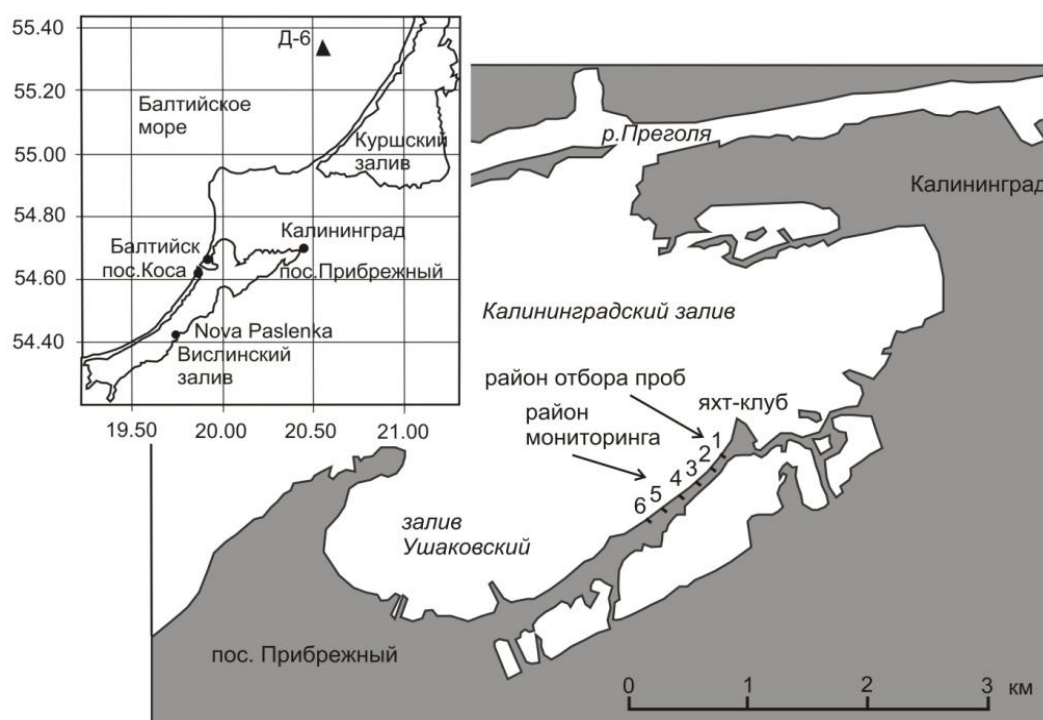 55.40
Д-6
55.20
Балтийское
море
р.Преголя
Куршский
залив
55.00
Калининград
54.80
Калининград
Балтийск
пос.Коса
пос.Прибрежный
54.60
Калининградский залив
Nova Paslenka
54.40
Вислинский
залив
район отбора проб
яхт-клуб
район
мониторинга
19.50
20.00
20.50
21.00
1
2
3
4
5
6
залив
Ушаковский
пос. Прибрежный
0
1
2
3
км